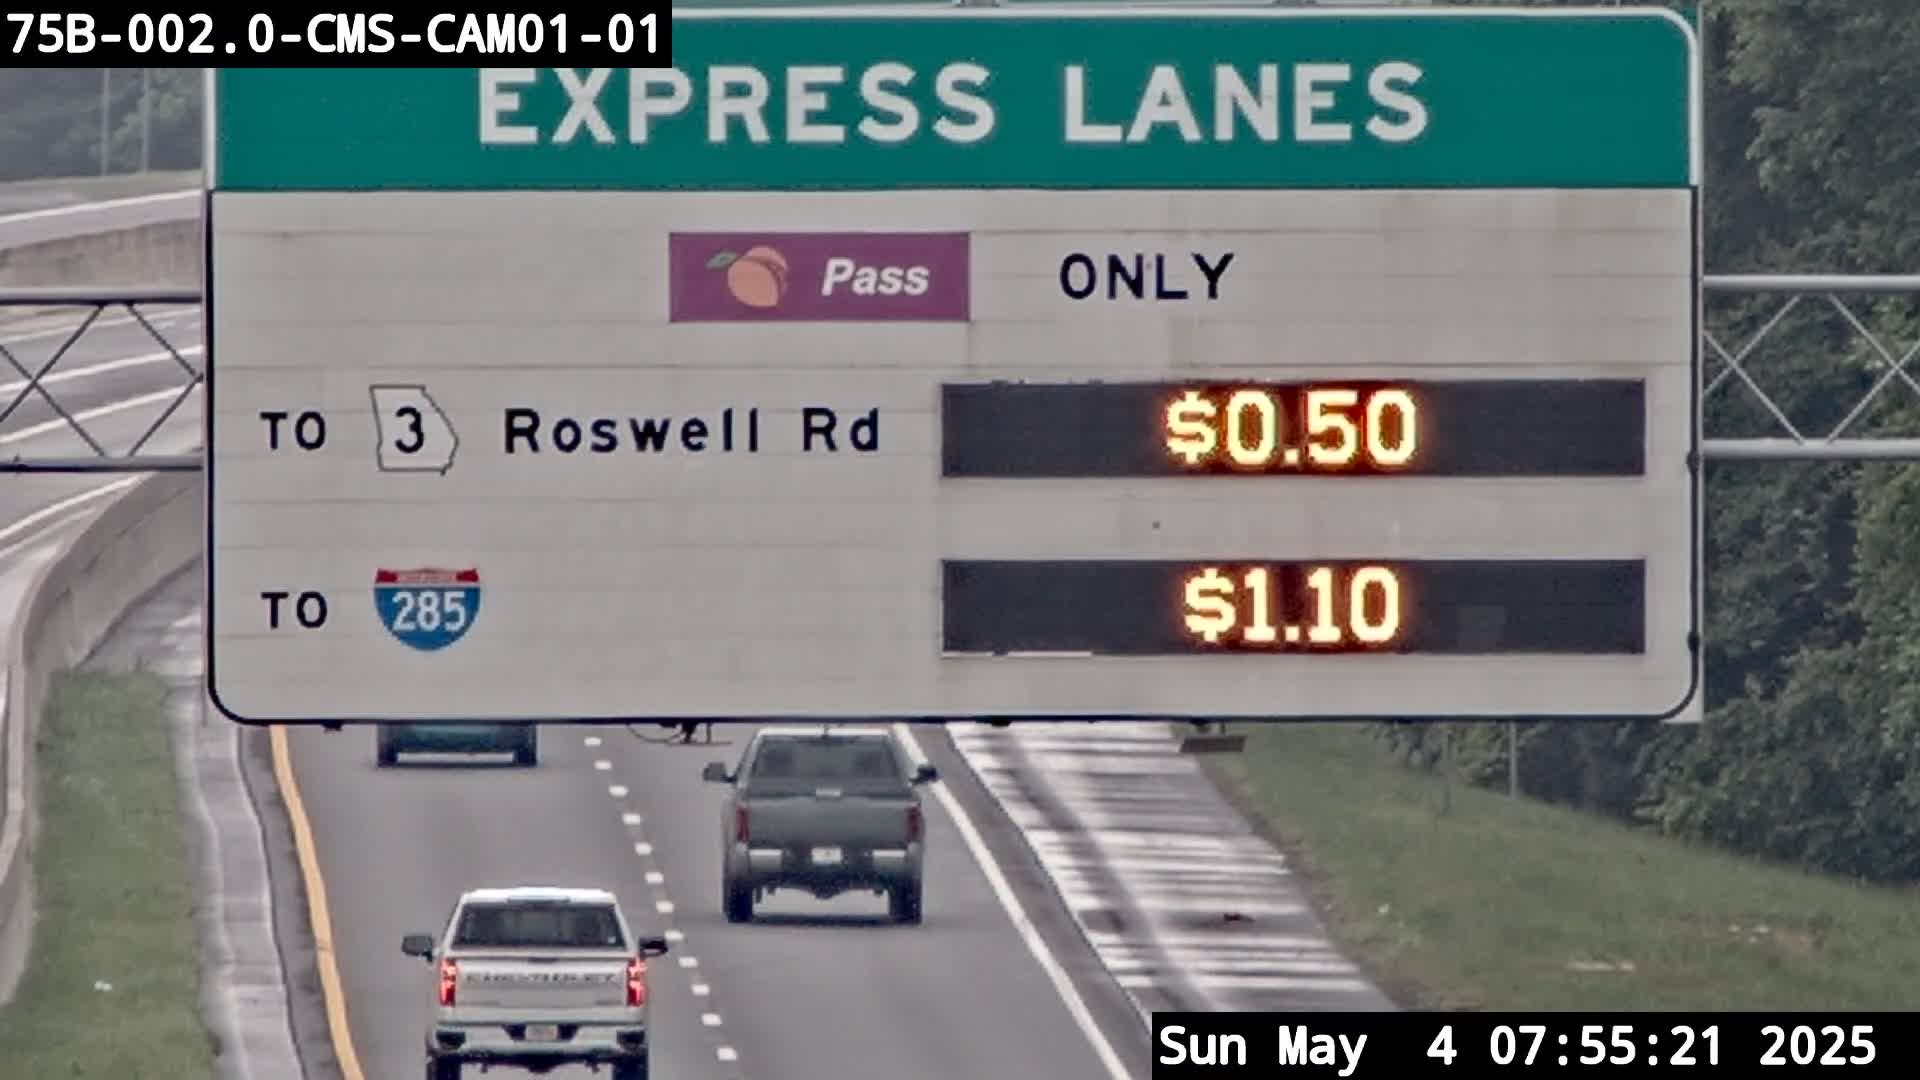 75B-002.0-CMS-CAM01-01
EXPRESS LANES
Pass ONLY
TO 3 Roswell Rd $0.50
TO 285 $1.10
CHEVROLET
Sun May 4 07:55:21 2025